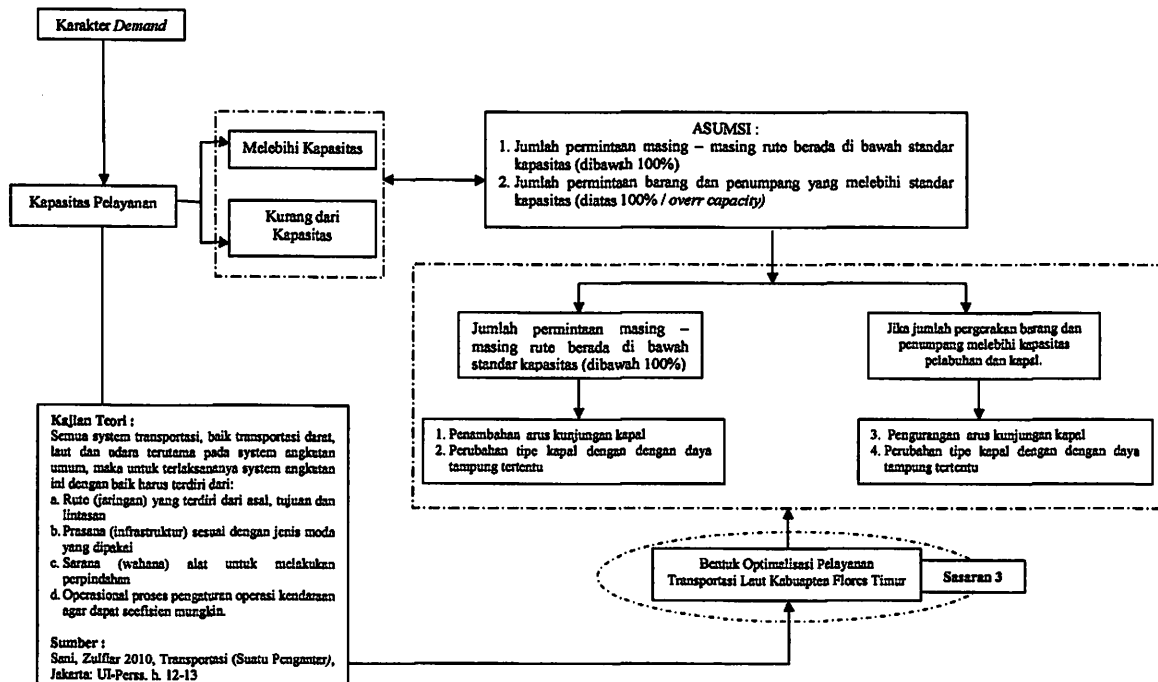 Karakter Demand
Melebihi Kapasitas
Kapasitas Pelayanan
Kurang dari
Kapasitas
ASUMSI :
1. Jumlah permintaan masing – masing rute berada di bawah standar
kapasitas (dibawah 100%)
2. Jumlah permintaan barang dan penumpang yang melebihi standar
kapasitas (diatas 100% / overr capacity)
Jumlah permintaan masing –
masing rute berada di bawah
standar kapasitas (dibawah 100%)
Jika jumlah pergerakan barang dan
penumpang melebihi kapasitas
pelabuhan dan kapal.
1. Penambahan arus kunjungan kapal
2. Perubahan tipe kapal dengan dengan daya
tampung tertentu
3. Pengurangan arus kunjungan kapal
4. Perubahan tipe kapal dengan dengan daya
tampung tertentu
Kajian Teori :
Semua system transportasi, baik transportasi darat,
laut dan udara terutama pada system angkutan
umum, maka untuk terlaksananya system angkutan
ini dengan baik harus terdiri dari:
a. Rute (jaringan) yang terdiri dari asal, tujuan dan
lintasan
b. Prasana (infrastruktur) sesuai dengan jenis moda
yang dipakai
c. Sarana (wahana) alat untuk melakukan
perpindahan
d. Operasional proses pengaturan operasi kendaraan
agar dapat seefisien mungkin.
Sumber :
Sani, Zulfiar 2010, Transportasi (Suatu Pengantar),
Jakarta: UI-Perss. h. 12-13
Bentuk Optimalisasi Pelayanan
Transportasi Laut Kabuapten Flores Timur
Sasaran 3